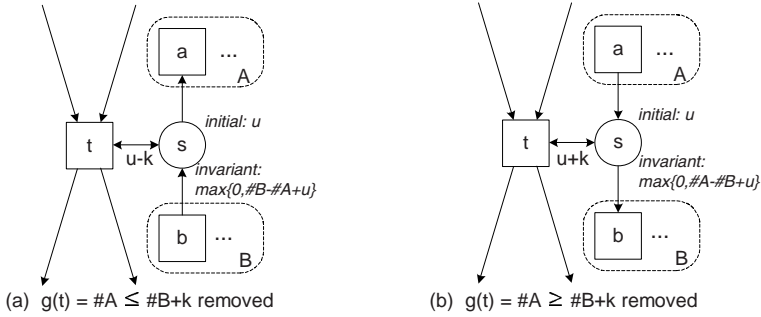 a ...
A
initial: u
t
u-k
s
invariant:
max{0,#B-#A+u}
b ...
B
(a) g(t) = #A ≤ #B+k removed
a ...
A
initial: u
t
u+k
s
invariant:
max{0,#A-#B+u}
b ...
B
(b) g(t) = #A ≥ #B+k removed